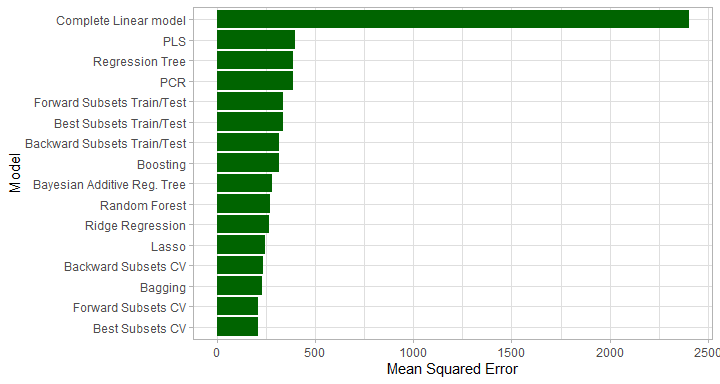 Complete Linear model
PLS
Regression Tree
PCR
Forward Subsets Train/Test
Best Subsets Train/Test
Backward Subsets Train/Test
Boosting
Bayesian Additive Reg. Tree
Random Forest
Ridge Regression
Lasso
Backward Subsets CV
Bagging
Forward Subsets CV
Best Subsets CV
Model
0 500 1000 1500 2000 2500
Mean Squared Error